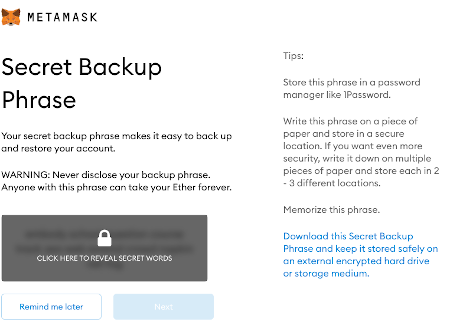 METAMASK
Secret Backup
Phrase
Your secret backup phrase makes it easy to back up
and restore your account.
WARNING: Never disclose your backup phrase.
Anyone with this phrase can take your Ether forever.
CLICK HERE TO REVEAL SECRET WORDS
Remind me later
Next
Tips:
Store this phrase in a password
manager like 1Password.
Write this phrase on a piece of
paper and store in a secure
location. If you want even more
security, write it down on multiple
pieces of paper and store each in 2
- 3 different locations.
Memorize this phrase.
Download this Secret Backup
Phrase and keep it stored safely on
an external encrypted hard drive
or storage medium.